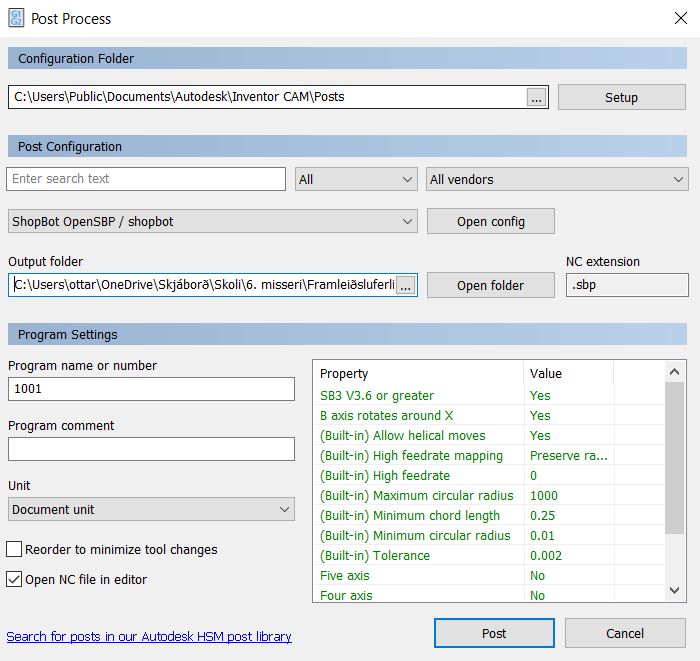 G1
G2
Post Process
Configuration Folder
C:\Users\Public\Documents\Autodesk\Inventor CAM\Posts
...
Setup
Post Configuration
Enter search text
All
All vendors
ShopBot OpenSBP / shopbot
Open config
Output folder
NC extension
C:\Users\ottar\OneDrive\Skjáborð\Skoli\6. misseri\Framleiðsluferli
...
Open folder
.sbp
Program Settings
Program name or number
1001
Program comment
Unit
Document unit
Reorder to minimize tool changes
Open NC file in editor
Property Value
SB3 V3.6 or greater Yes
B axis rotates around X Yes
(Built-in) Allow helical moves Yes
(Built-in) High feedrate mapping Preserve ra...
(Built-in) High feedrate 0
(Built-in) Maximum circular radius 1000
(Built-in) Minimum chord length 0.25
(Built-in) Minimum circular radius 0.01
(Built-in) Tolerance 0.002
Five axis No
Four axis No
Search for posts in our Autodesk HSM post library
Post
Cancel